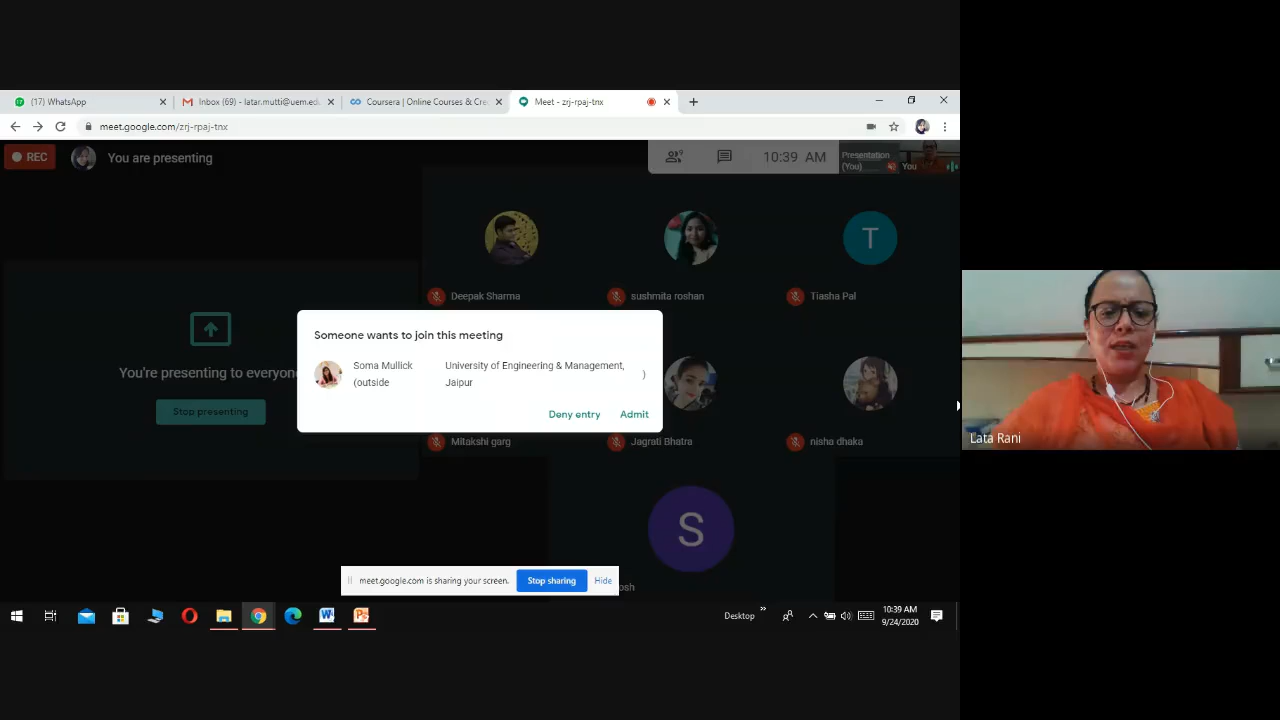 (17) WhatsApp
Inbox (69) - latar.mutti@uem.ed
Coursera | Online Courses & Cre
Meet - zrj-rpaj-tnx
meet.google.com/zrj-rpaj-tnx
REC
You are presenting
9
10:39 AM
Presentation
(You)
You
T
Deepak Sharma
sushmita roshan
Tiasha Pal
Someone wants to join this meeting
Soma Mullick
(outside
University of Engineering & Management,
Jaipur
)
Deny entry
Admit
You're presenting to everyon
Stop presenting
Mitakshi garg
Jagrati Bhatra
nisha dhaka
Lata Rani
S
osh
meet.google.com is sharing your screen.
Stop sharing
Hide
Desktop
10:39 AM
9/24/2020